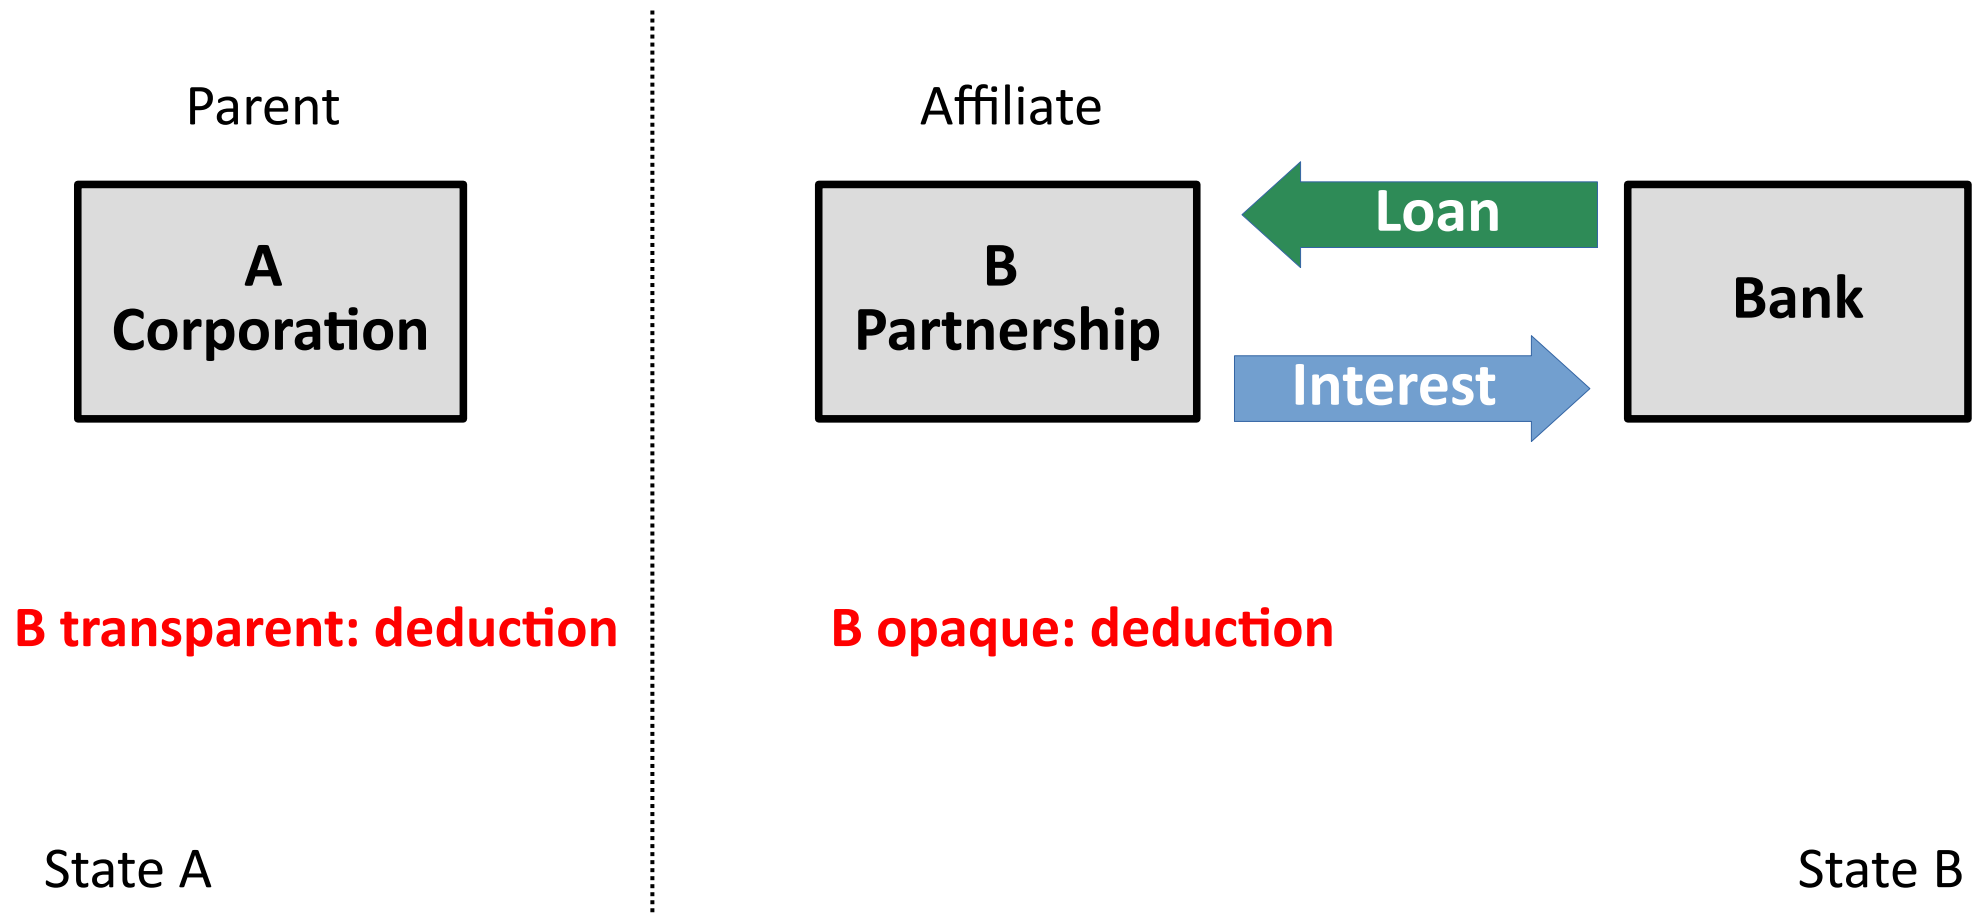 Parent
Affiliate
A
Corporation
B
Partnership
Loan
Interest
Bank
B transparent: deduction
B opaque: deduction
State A
State B